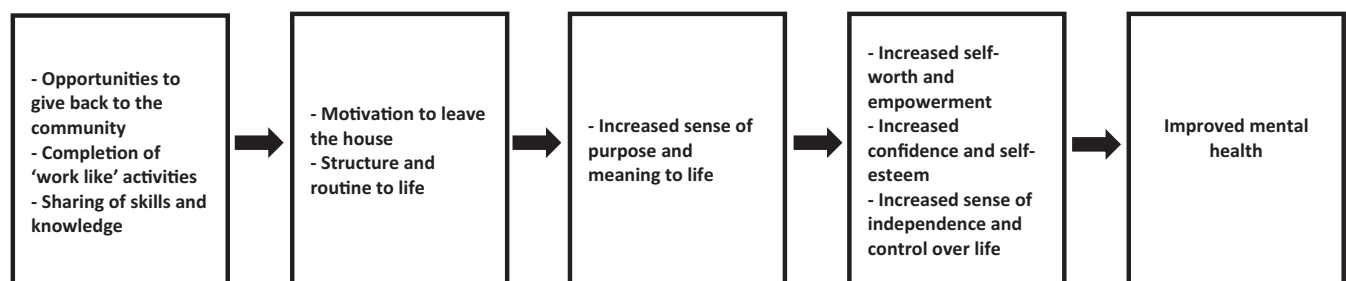 - Opportunities to
give back to the
community
- Completion of
‘work like’ activities
- Sharing of skills and
knowledge
- Motivation to leave
the house
- Structure and
routine to life
- Increased sense of
purpose and
meaning to life
- Increased self-
worth and
empowerment
- Increased
confidence and self-
esteem
- Increased sense of
independence and
control over life
Improved mental
health